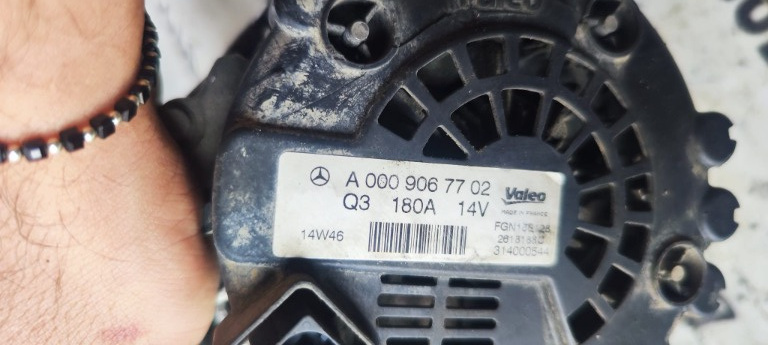 A 000 906 77 02
Valeo
Q3 180A 14V
MADE IN FRANCE
14W46
314000544